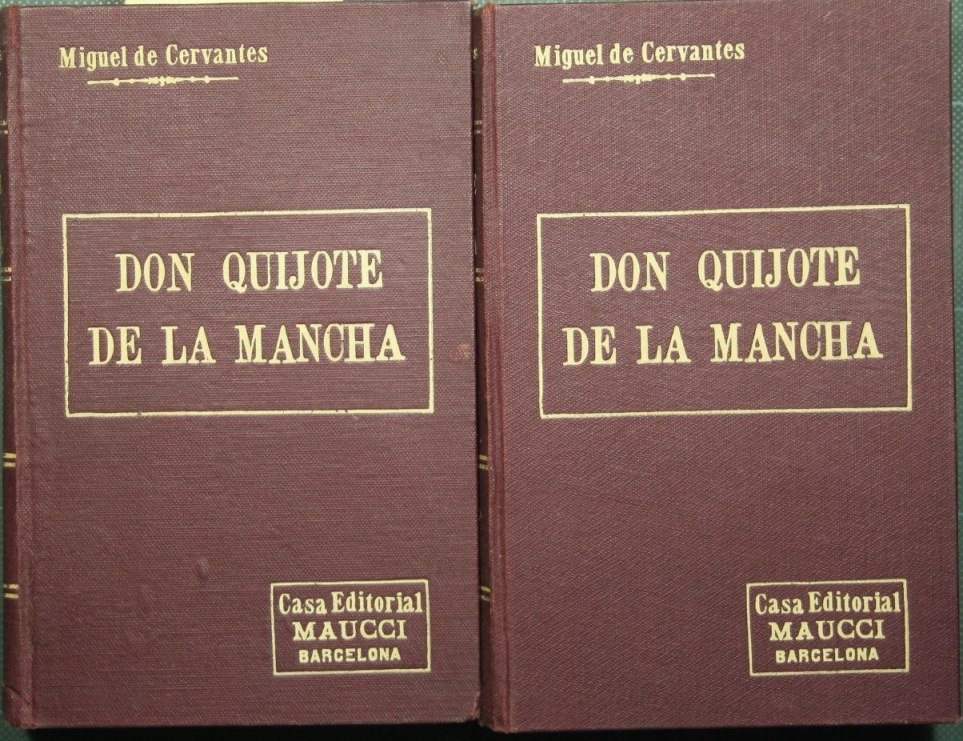 Miguel de Cervantes
DON QUIJOTE
DE LA MANCHA
Casa Editorial
MAUCCI
BARCELONA
Miguel de Cervantes
DON QUIJOTE
DE LA MANCHA
Casa Editorial
MAUCCI
BARCELONA